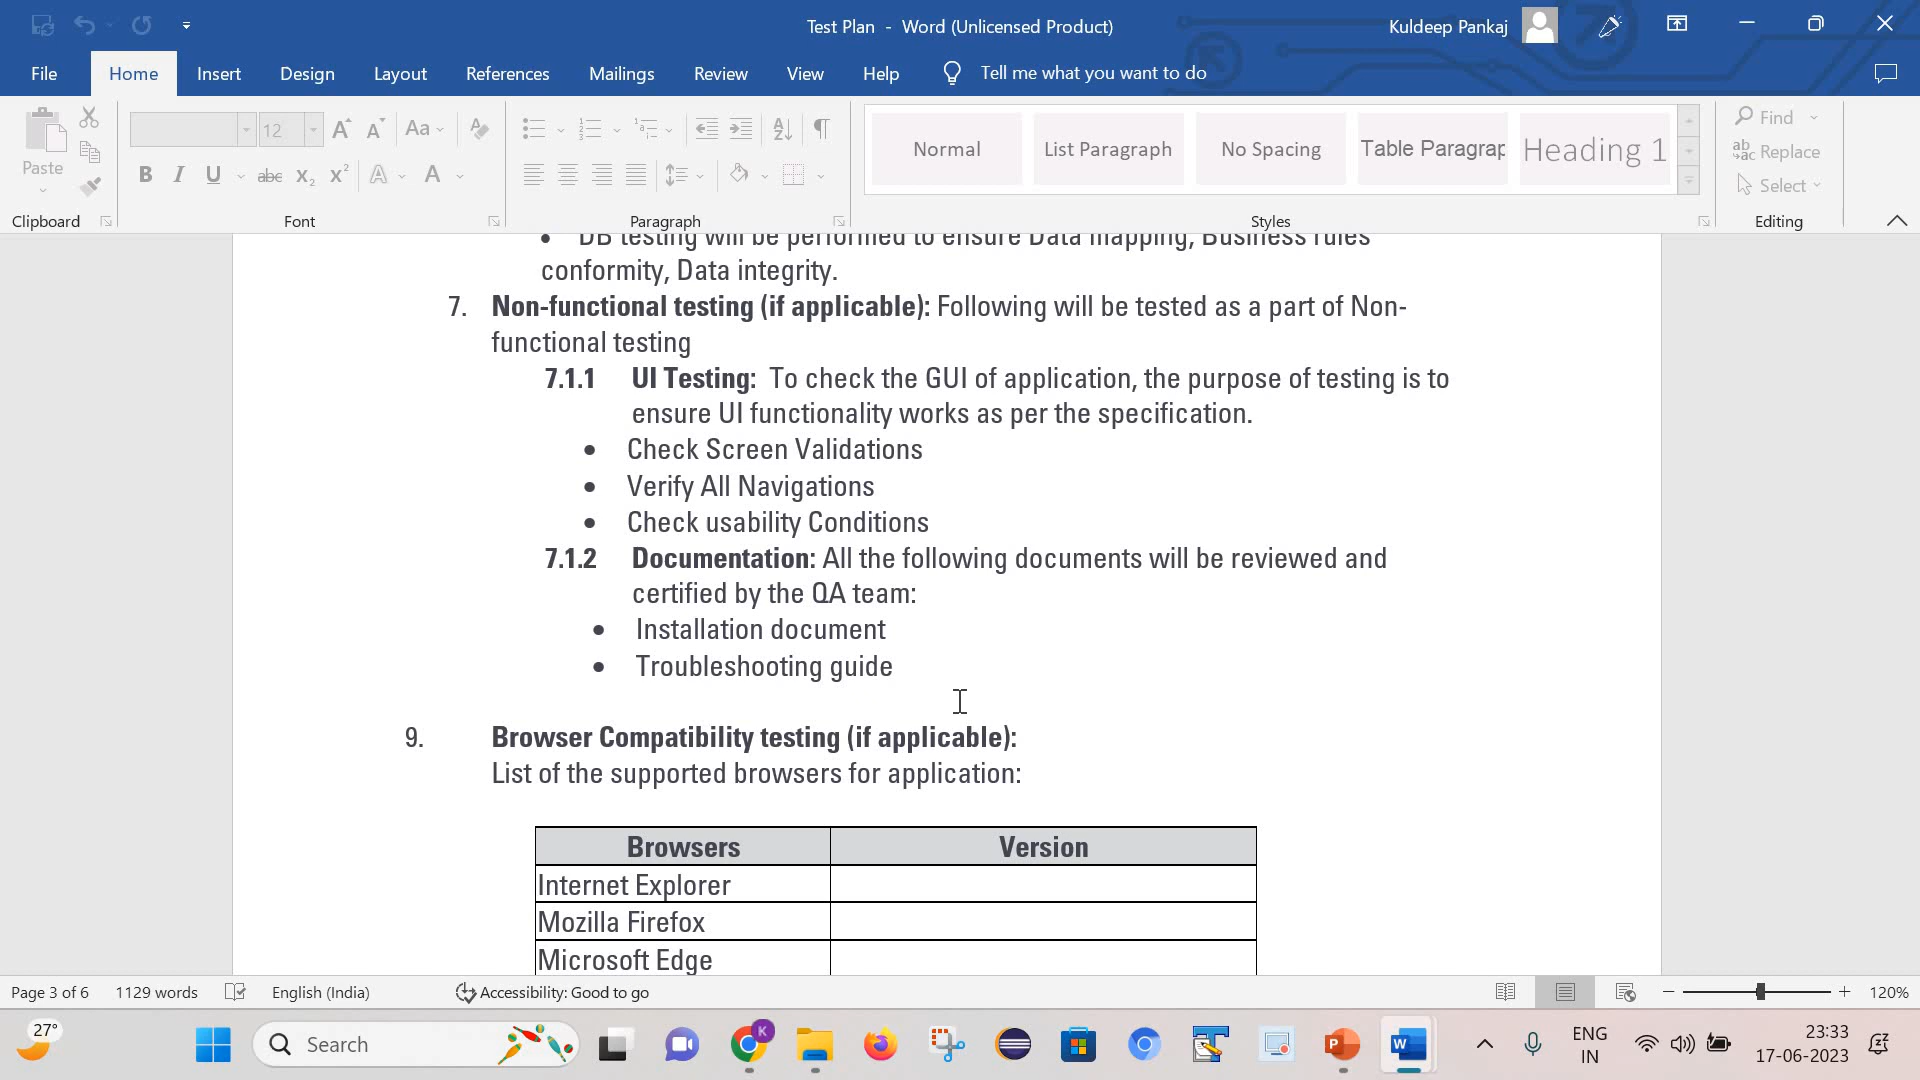 Test Plan - Word (Unlicensed Product)
Kuldeep Pankaj
File Home Insert Design Layout References Mailings Review View Help Tell me what you want to do
Paste
12
Aa
B I U abc X₂ X² A A
Clipboard Font Paragraph Styles Editing
Normal List Paragraph No Spacing Table Paragrap Heading 1
Find
Replace
Select
• DB testing will be performed to ensure Data mapping, Business rules
conformity, Data integrity.
7. Non-functional testing (if applicable): Following will be tested as a part of Non-
functional testing
7.1.1 UI Testing: To check the GUI of application, the purpose of testing is to
ensure UI functionality works as per the specification.
• Check Screen Validations
• Verify All Navigations
• Check usability Conditions
7.1.2 Documentation: All the following documents will be reviewed and
certified by the QA team:
• Installation document
• Troubleshooting guide
9. Browser Compatibility testing (if applicable):
List of the supported browsers for application:
Browsers Version
Internet Explorer
Mozilla Firefox
Microsoft Edge
Page 3 of 6 1129 words English (India) Accessibility: Good to go 120%
27°
Search
K
P
W
ENG
IN
23:33
17-06-2023